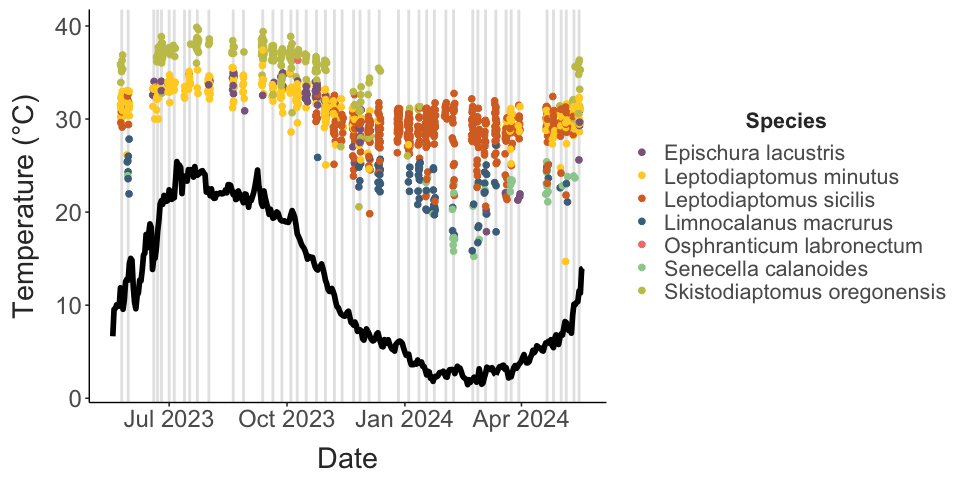 Temperature (°C)
40
30
20
10
0
Jul 2023 Oct 2023 Jan 2024 Apr 2024
Date
Species
Epischura lacustris
Leptodiaptomus minutus
Leptodiaptomus sicilis
Limnocalanus macrurus
Osphranticum labronectum
Senecella calanoides
Skistodiaptomus oregonensis